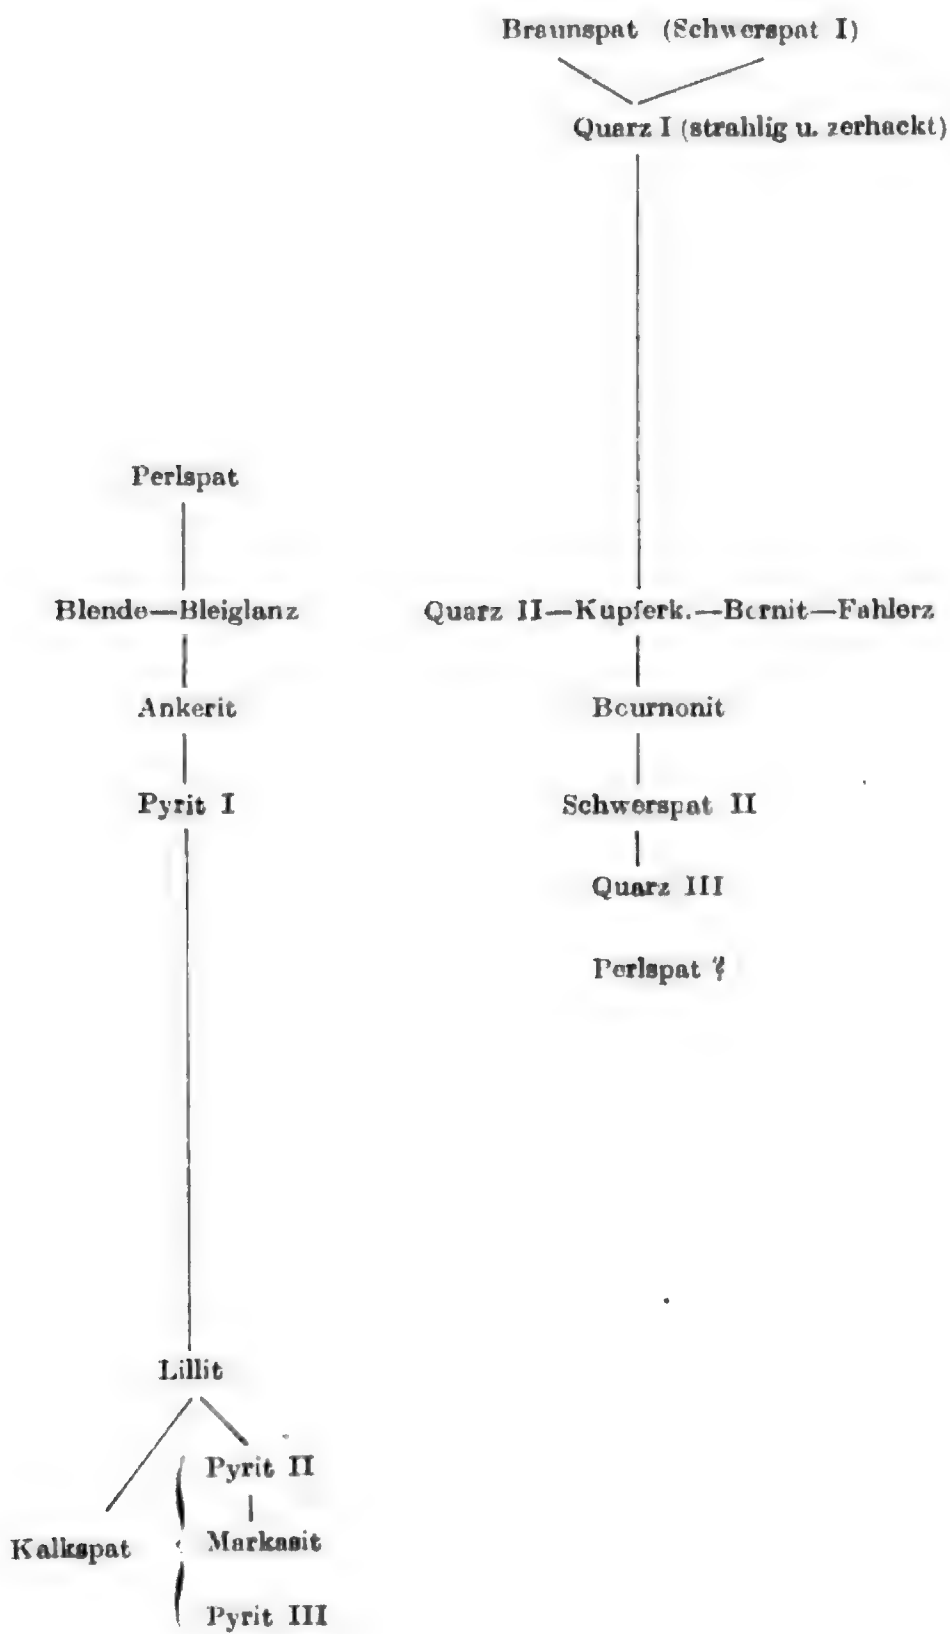 Braunspat (Schwerspat I)
Quarz I (strahlig u. zerhackt)
Perlspat
Blende—Bleiglanz
Quarz II—Kupferk.—Bornit—Fahlerz
Ankerit
Bournonit
Pyrit I
Schwerspat II
Quarz III
Perlspat ?
Lillit
Pyrit II
Kalkspat
Markasit
Pyrit III